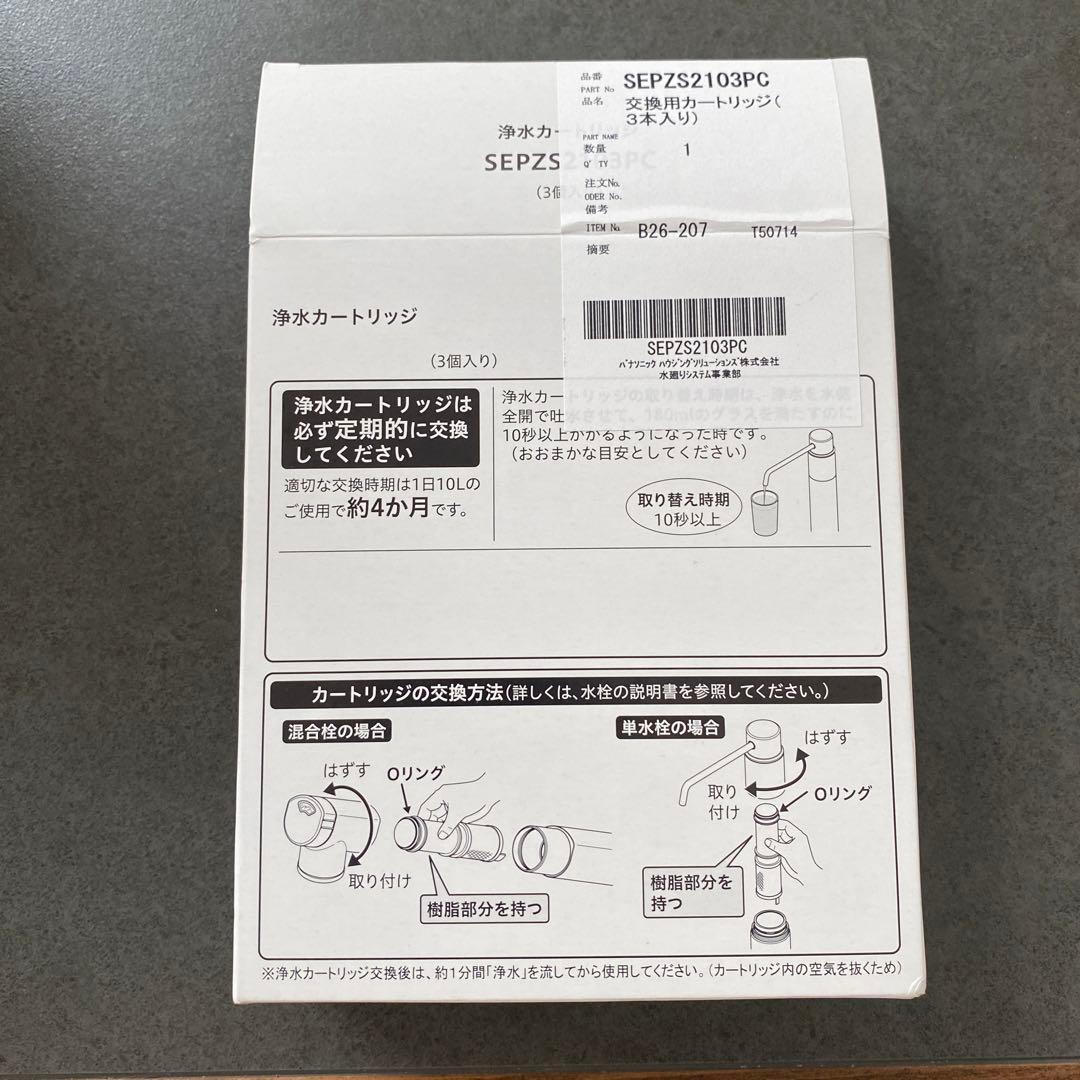 品番
PART No
SEPZS2103PC
品名
交換用カートリッジ(
3本入り)
PART NAME
数量
Q'TY
1
注文No.
ODER No.
備考
ITEM No
B26-207
T50714
摘要
SEPZS2103PC
パナソニック ハウジングソリューションズ株式会社
水廻りシステム事業部
浄水カートリッジ
SEPZS2103PC
(3個入り)
浄水カートリッジ
(3個入り)
浄水カートリッジは
必ず定期的に交換
してください
適切な交換時期は1日10Lの
ご使用で約4か月です。
浄水カートリッジの取り替え時期は、浄水を水栓
全開で吐水させて、180mlのグラスを満たすのに
10秒以上かかるようになった時です。
(おおまかな目安としてください)
取り替え時期
10秒以上
カートリッジの交換方法(詳しくは、水栓の説明書を参照してください。)
混合栓の場合
はずす
Oリング
取り付け
樹脂部分を持つ
単水栓の場合
はずす
取り
付け
Oリング
樹脂部分を
持つ
※浄水カートリッジ交換後は、約1分間「浄水」を流してから使用してください。(カートリッジ内の空気を抜くため)